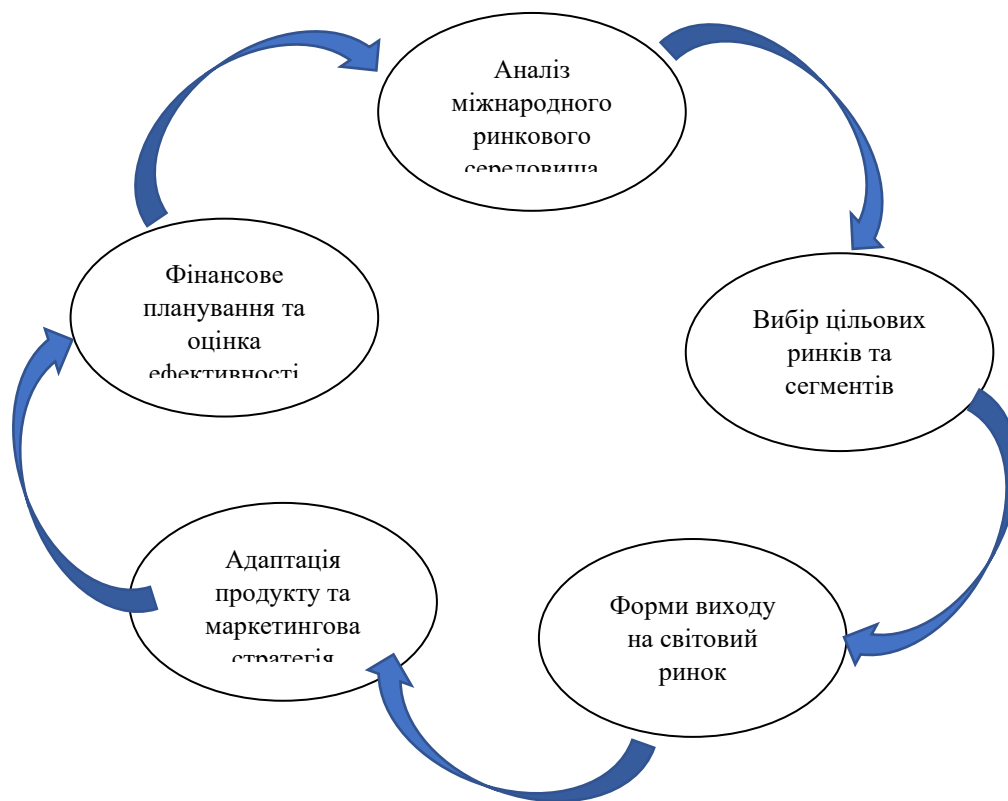 Аналіз
міжнародного
ринкового
середовища
Вибір цільових
ринків та
сегментів
Форми виходу
на світовий
ринок
Адаптація
продукту та
маркетингова
стратегія
Фінансове
планування та
оцінка
ефективності